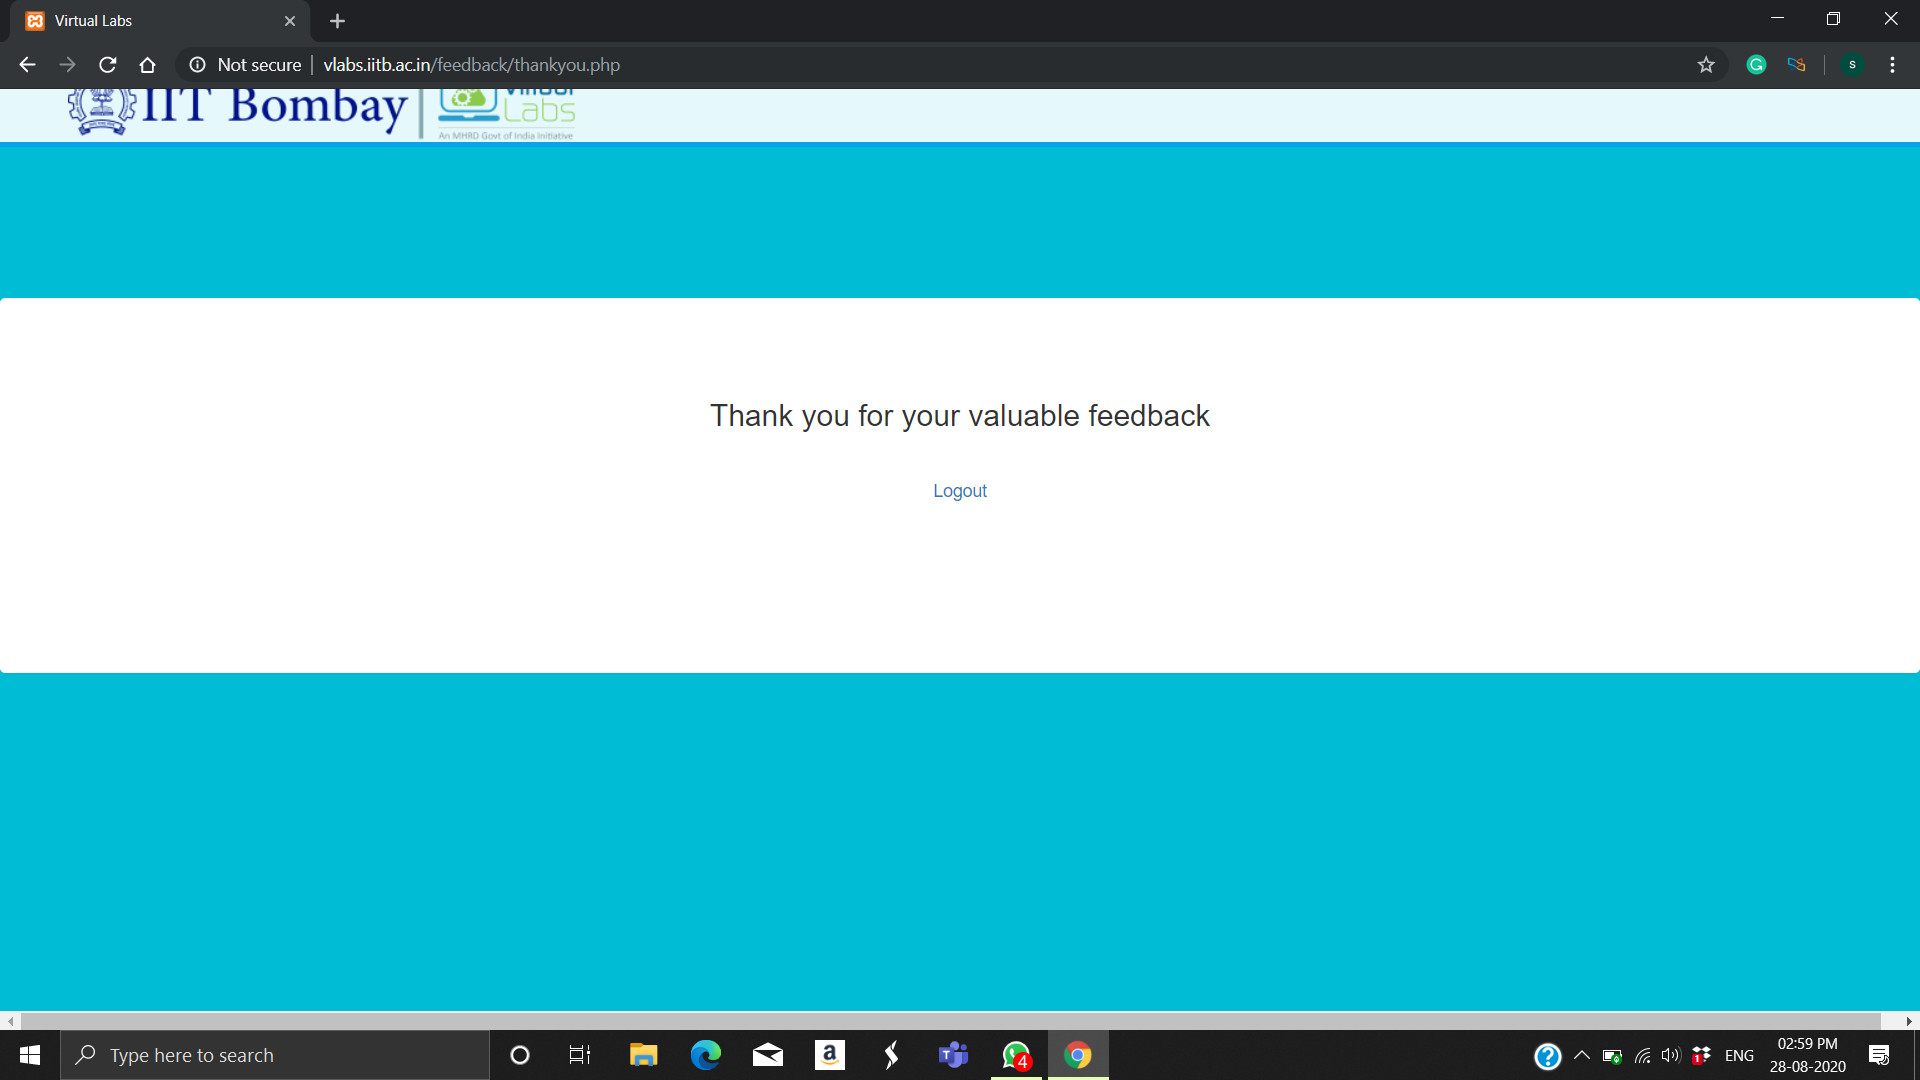 Virtual Labs
Not secure
vlabs.iitb.ac.in/feedback/thankyou.php
S
IIT Bombay
Virtual
Labs
An MHRD Govt of India Initiative
Thank you for your valuable feedback
Logout
Type here to search
4
1
ENG
02:59 PM
28-08-2020